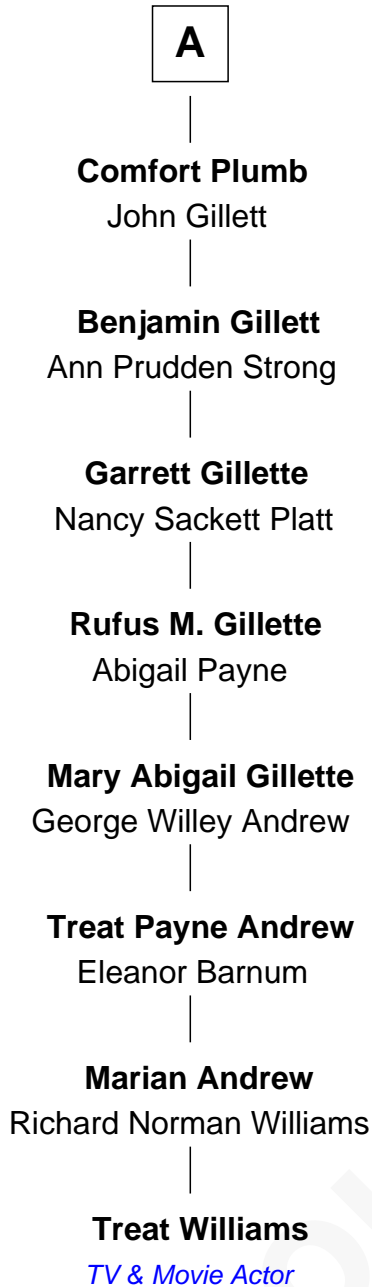 A
Comfort Plumb
John Gillett
Benjamin Gillett
Ann Prudden Strong
Garrett Gillette
Nancy Sackett Platt
Rufus M. Gillette
Abigail Payne
Mary Abigail Gillette
George Willey Andrew
Treat Payne Andrew
Eleanor Barnum
Marian Andrew
Richard Norman Williams
Treat Williams
TV & Movie Actor